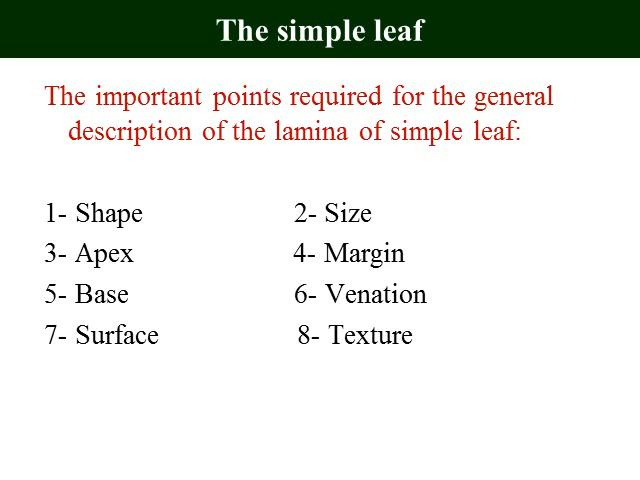 The simple leaf
The important points required for the general
description of the lamina of simple leaf:
1- Shape 2- Size
3- Apex 4- Margin
5- Base 6- Venation
7- Surface 8- Texture